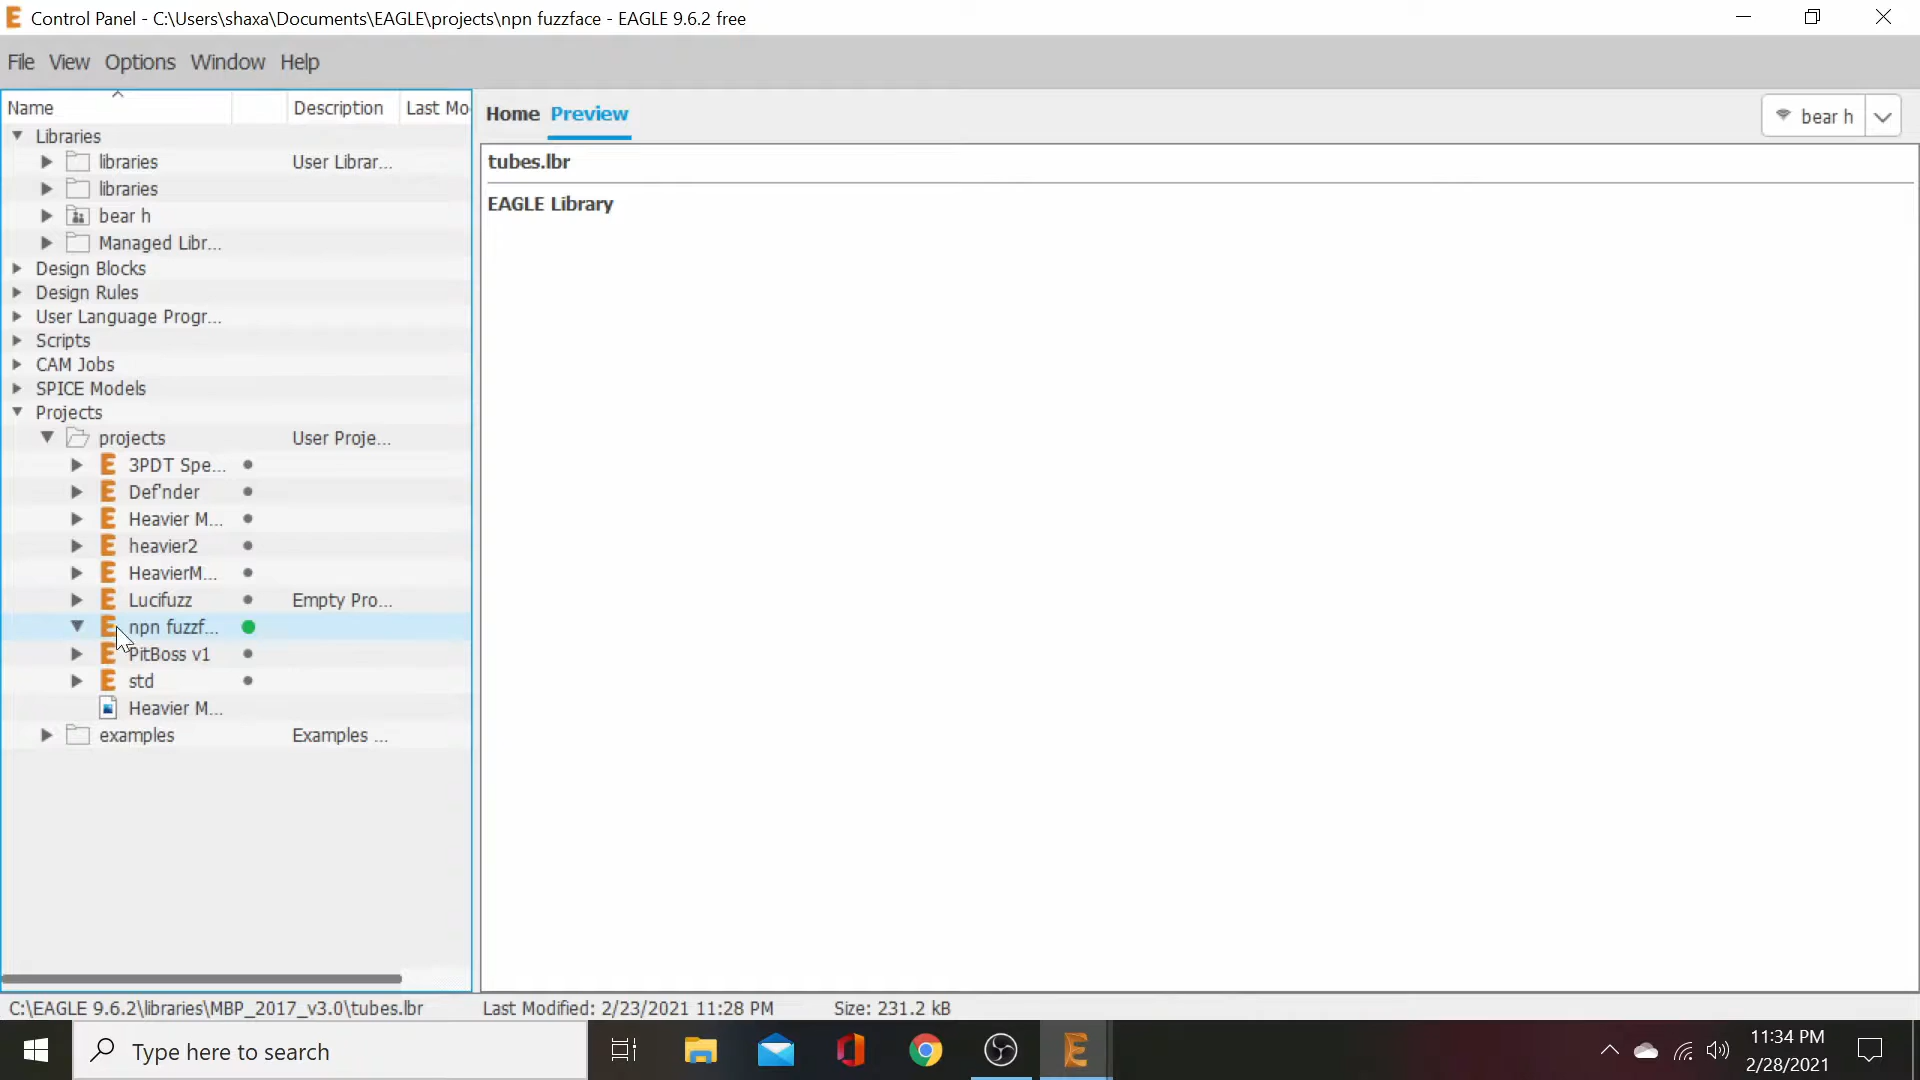 Control Panel - C:\Users\shaxa\Documents\EAGLE\projects\npn fuzzface - EAGLE 9.6.2 free
File View Options Window Help
Name Description Last Mo
Home Preview
bear h
Libraries
libraries User Librar...
libraries
bear h
Managed Libr...
Design Blocks
Design Rules
User Language Progr...
Scripts
CAM Jobs
SPICE Models
Projects
projects User Proje...
3PDT Spe...
Def'nder
Heavier M...
heavier2
HeavierM...
Lucifuzz Empty Pro...
npn fuzzf...
PitBoss v1
std
Heavier M...
examples Examples ...
tubes.lbr
EAGLE Library
C:\EAGLE 9.6.2\libraries\MBP_2017_v3.0\tubes.lbr Last Modified: 2/23/2021 11:28 PM Size: 231.2 kB
Type here to search
11:34 PM
2/28/2021